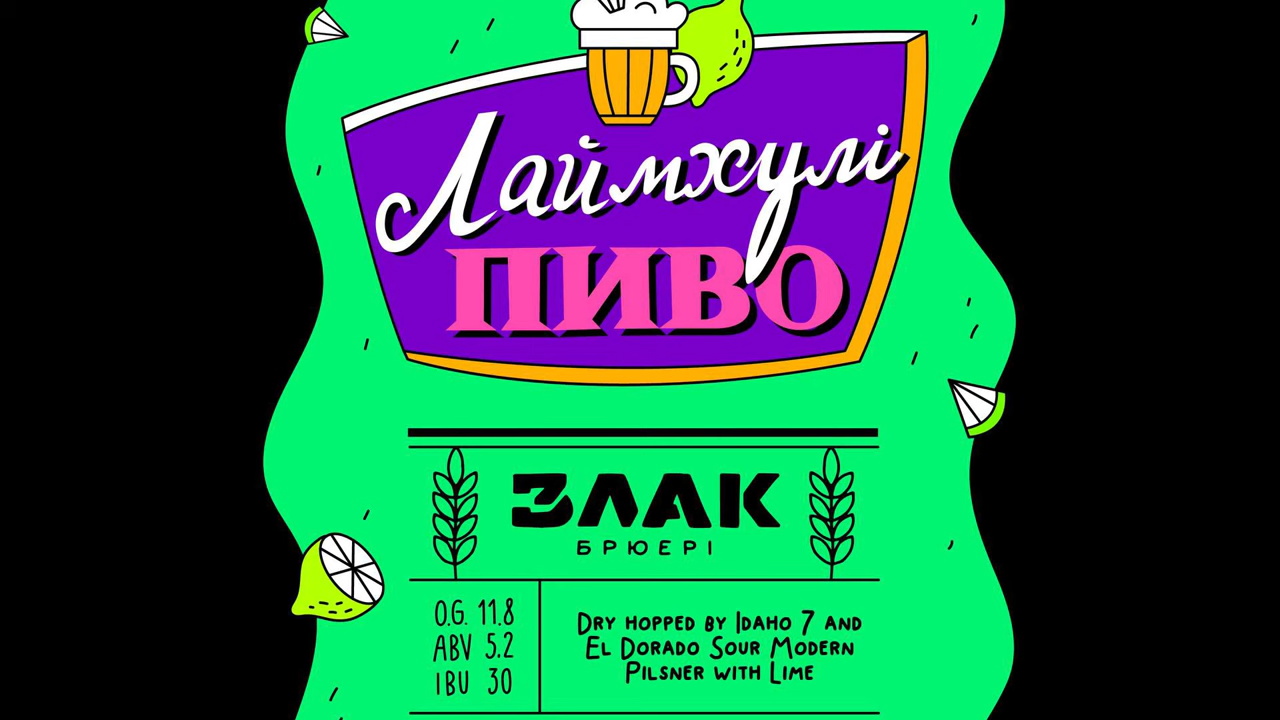 Лаймхулі
ПИВО
ЗЛАК
БРЮЕРІ
O.G. 11.8
ABV 5.2
IBU 30
DRY HOPPED BY IDAHO 7 AND
EL DORADO SOUR MODERN
PILSNER WITH LIME